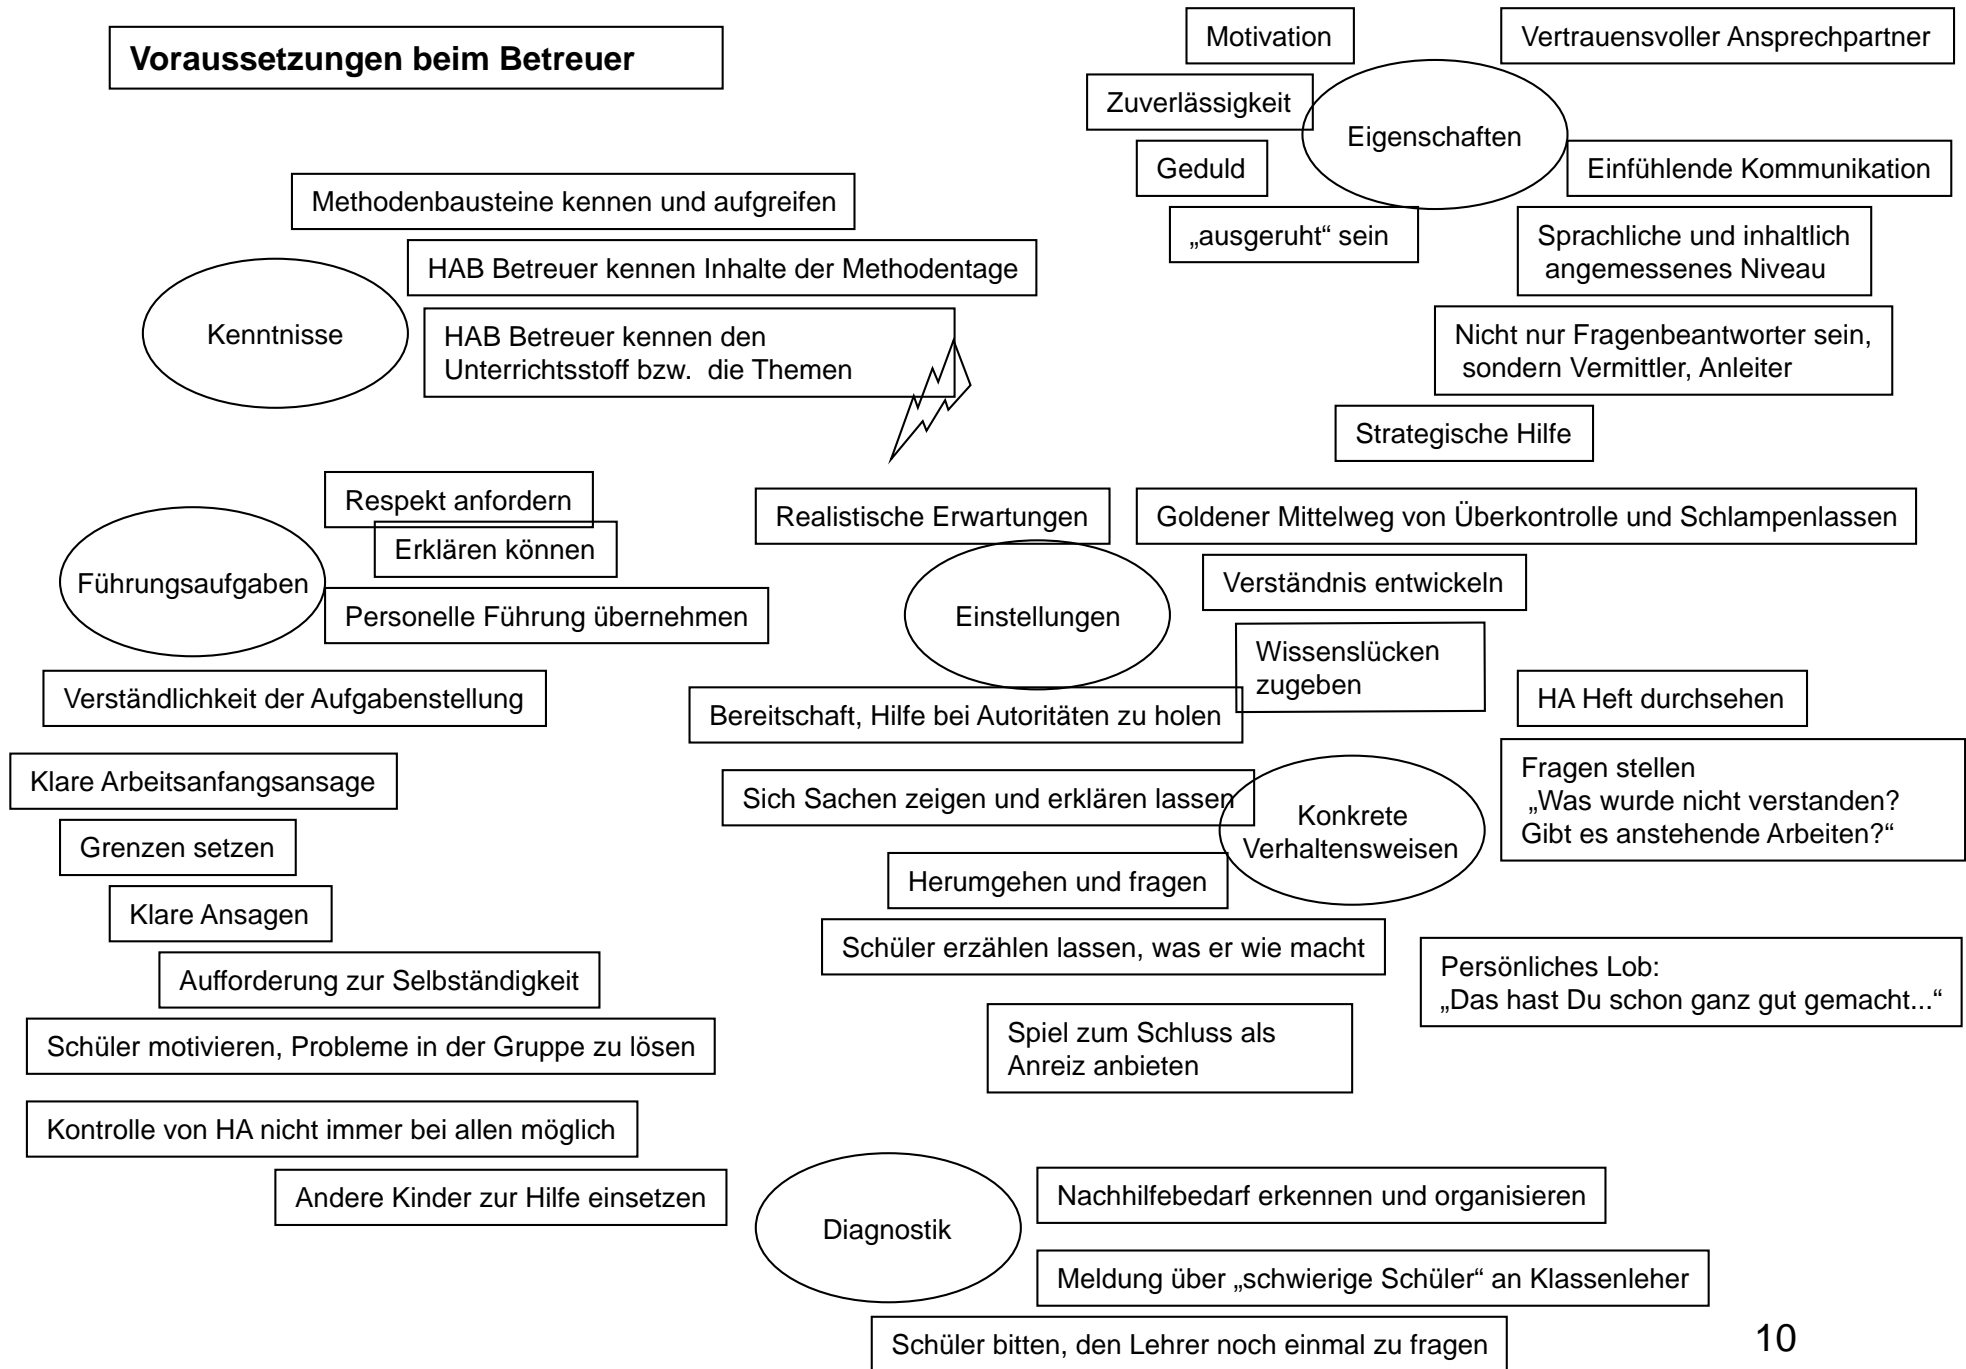 Voraussetzungen beim Betreuer
Motivation
Vertrauensvoller Ansprechpartner
Zuverlässigkeit
Eigenschaften
Geduld
Einfühlende Kommunikation
„ausgeruht“ sein
Sprachliche und inhaltlich
angemessenes Niveau
Nicht nur Fragenbeantworter sein,
sondern Vermittler, Anleiter
Strategische Hilfe
Methodenbausteine kennen und aufgreifen
HAB Betreuer kennen Inhalte der Methodentage
Kenntnisse
HAB Betreuer kennen den
Unterrichtsstoff bzw. die Themen
Respekt anfordern
Erklären können
Führungsaufgaben
Personelle Führung übernehmen
Verständlichkeit der Aufgabenstellung
Klare Arbeitsanfangsansage
Grenzen setzen
Klare Ansagen
Aufforderung zur Selbständigkeit
Schüler motivieren, Probleme in der Gruppe zu lösen
Kontrolle von HA nicht immer bei allen möglich
Andere Kinder zur Hilfe einsetzen
Realistische Erwartungen
Goldener Mittelweg von Überkontrolle und Schlampenlassen
Verständnis entwickeln
Einstellungen
Wissenslücken
zugeben
Bereitschaft, Hilfe bei Autoritäten zu holen
HA Heft durchsehen
Sich Sachen zeigen und erklären lassen
Konkrete
Verhaltensweisen
Fragen stellen
„Was wurde nicht verstanden?
Gibt es anstehende Arbeiten?“
Herumgehen und fragen
Schüler erzählen lassen, was er wie macht
Persönliches Lob:
„Das hast Du schon ganz gut gemacht...“
Spiel zum Schluss als
Anreiz anbieten
Diagnostik
Nachhilfebedarf erkennen und organisieren
Meldung über „schwierige Schüler“ an Klassenleher
Schüler bitten, den Lehrer noch einmal zu fragen
10